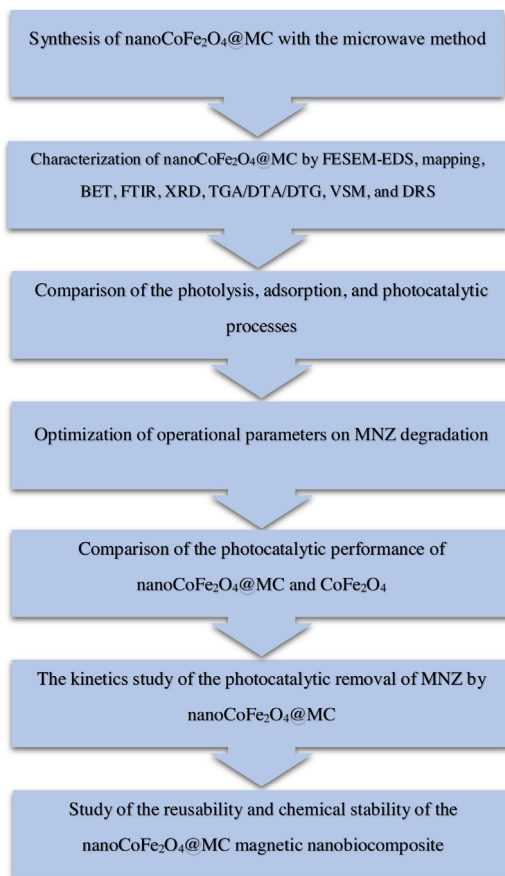 Synthesis of nanoCoFe₂O₄@MC with the microwave method
Characterization of nanoCoFe₂O₄@MC by FESEM-EDS, mapping,
BET, FTIR, XRD, TGA/DTA/DTG, VSM, and DRS
Comparison of the photolysis, adsorption, and photocatalytic
processes
Optimization of operational parameters on MNZ degradation
Comparison of the photocatalytic performance of
nanoCoFe₂O₄@MC and CoFe₂O₄
The kinetics study of the photocatalytic removal of MNZ by
nanoCoFe₂O₄@MC
Study of the reusability and chemical stability of the
nanoCoFe₂O₄@MC magnetic nanobiocomposite